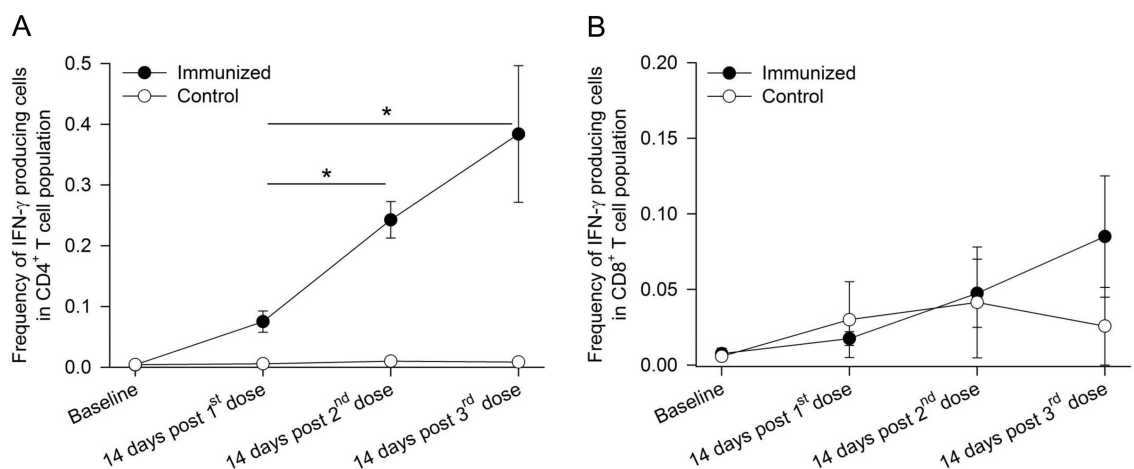 A
Frequency of IFN-γ producing cells
in CD4⁺ T cell population
0.5
0.4
0.3
0.2
0.1
0.0
Immunized
Control
*
*
Baseline
14 days post 1ˢᵗ dose
14 days post 2ⁿᵈ dose
14 days post 3ʳᵈ dose
B
Frequency of IFN-γ producing cells
in CD8⁺ T cell population
0.20
0.15
0.10
0.05
0.00
Immunized
Control
Baseline
14 days post 1ˢᵗ dose
14 days post 2ⁿᵈ dose
14 days post 3ʳᵈ dose